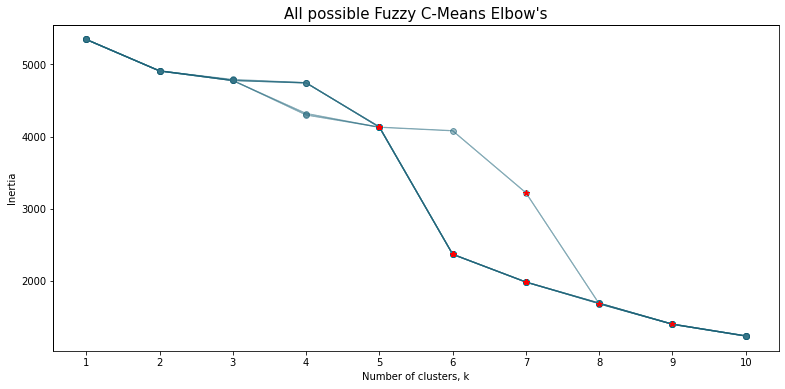 All possible Fuzzy C-Means Elbow's
5000
4000
3000
2000
Inertia
1 2 3 4 5 6 7 8 9 10
Number of clusters, k